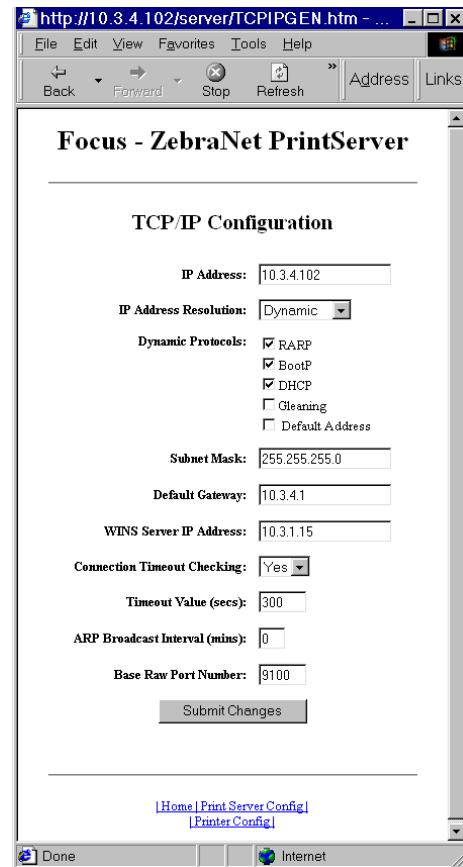 http://10.3.4.102/server/TCPIPGEN.htm - ...
File Edit View Favorites Tools Help
Back Forward Stop Refresh » Address Links
Focus - ZebraNet PrintServer
TCP/IP Configuration
IP Address: 10.3.4.102
IP Address Resolution: Dynamic
Dynamic Protocols: RARP
BootP
DHCP
Gleaning
Default Address
Subnet Mask: 255.255.255.0
Default Gateway: 10.3.4.1
WINS Server IP Address: 10.3.1.15
Connection Timeout Checking: Yes
Timeout Value (secs): 300
ARP Broadcast Interval (mins): 0
Base Raw Port Number: 9100
Submit Changes
| Home | Print Server Config |
| Printer Config |
Done Internet